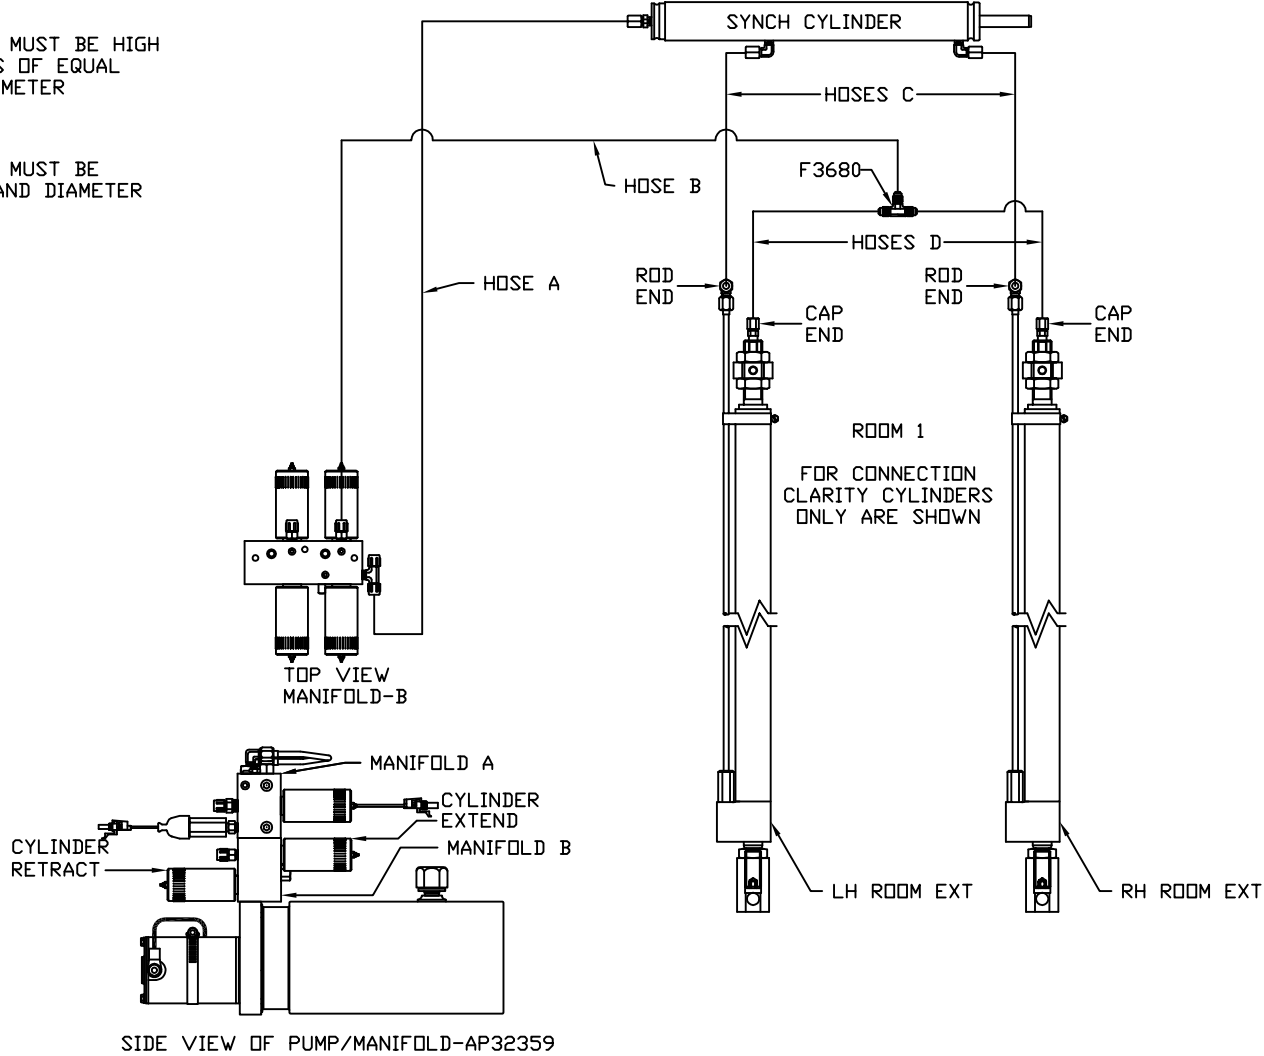 SYNCH CYLINDER
MUST BE HIGH
S OF EQUAL
METER
HOSES C
MUST BE
AND DIAMETER
F3680
HOSE B
HOSES D
HOSE A
ROD
END
ROD
END
CAP
END
CAP
END
ROOM 1
FOR CONNECTION
CLARITY CYLINDERS
ONLY ARE SHOWN
TOP VIEW
MANIFOLD-B
MANIFOLD A
CYLINDER
EXTEND
CYLINDER
RETRACT
MANIFOLD B
LH ROOM EXT
RH ROOM EXT
SIDE VIEW OF PUMP/MANIFOLD-AP32359